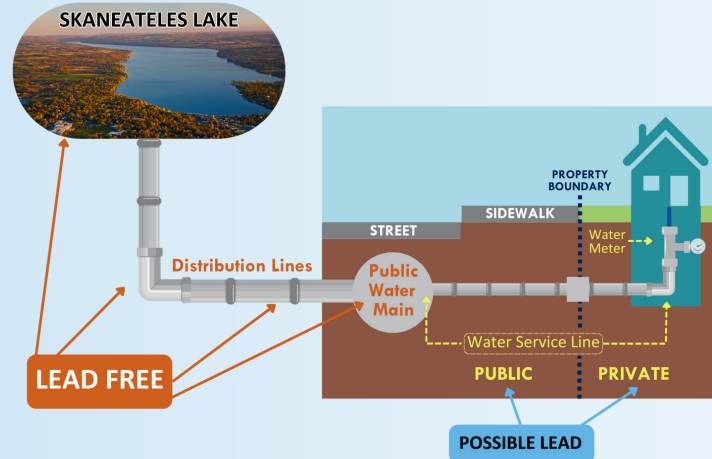 SKANEATELES LAKE
PROPERTY
BOUNDARY
SIDEWALK
STREET
Water
Meter
Distribution Lines
Public
Water
Main
Water Service Line
LEAD FREE
PUBLIC
PRIVATE
POSSIBLE LEAD